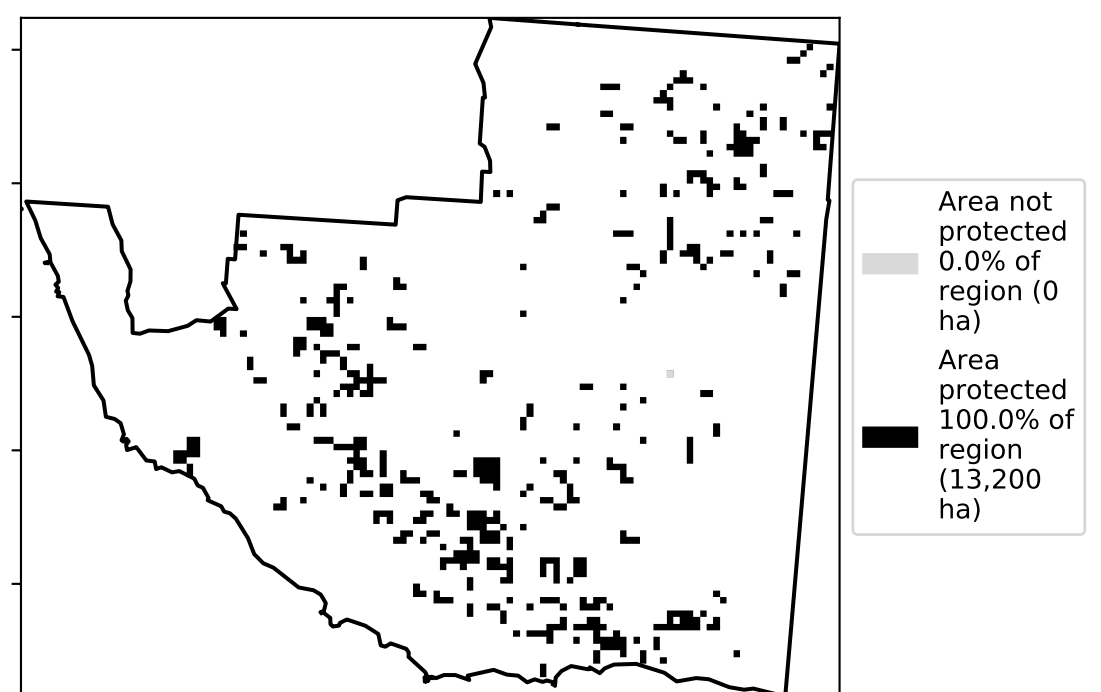 Area not
protected
0.0% of
region (0
ha)
Area
protected
100.0% of
region
(13,200
ha)